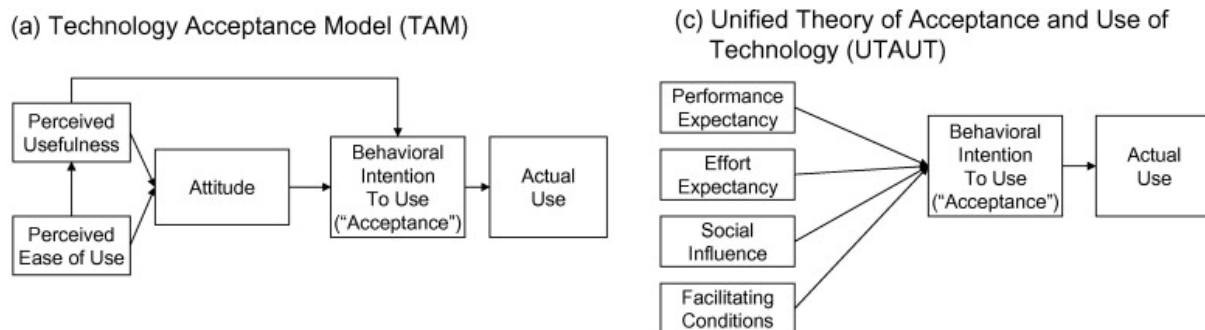 (a) Technology Acceptance Model (TAM)
Perceived
Usefulness
Perceived
Ease of Use
Attitude
Behavioral
Intention
To Use
(“Acceptance”)
Actual
Use
(c) Unified Theory of Acceptance and Use of
Technology (UTAUT)
Performance
Expectancy
Effort
Expectancy
Social
Influence
Facilitating
Conditions
Behavioral
Intention
To Use
(“Acceptance”)
Actual
Use